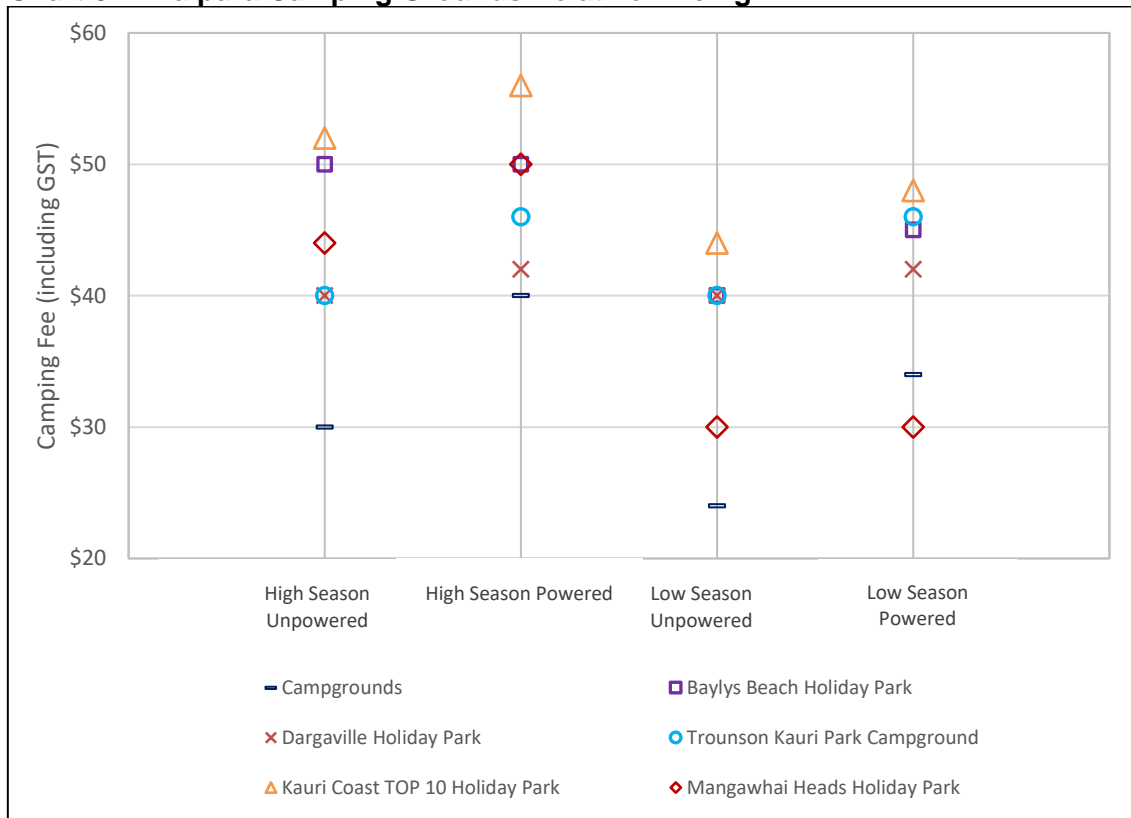 $60
$50
$40
$30
$20
Camping Fee (including GST)
High Season
Unpowered
High Season Powered
Low Season
Unpowered
Low Season
Powered
Campgrounds
Baylys Beach Holiday Park
Dargaville Holiday Park
Trounson Kauri Park Campground
Kauri Coast TOP 10 Holiday Park
Mangawhai Heads Holiday Park